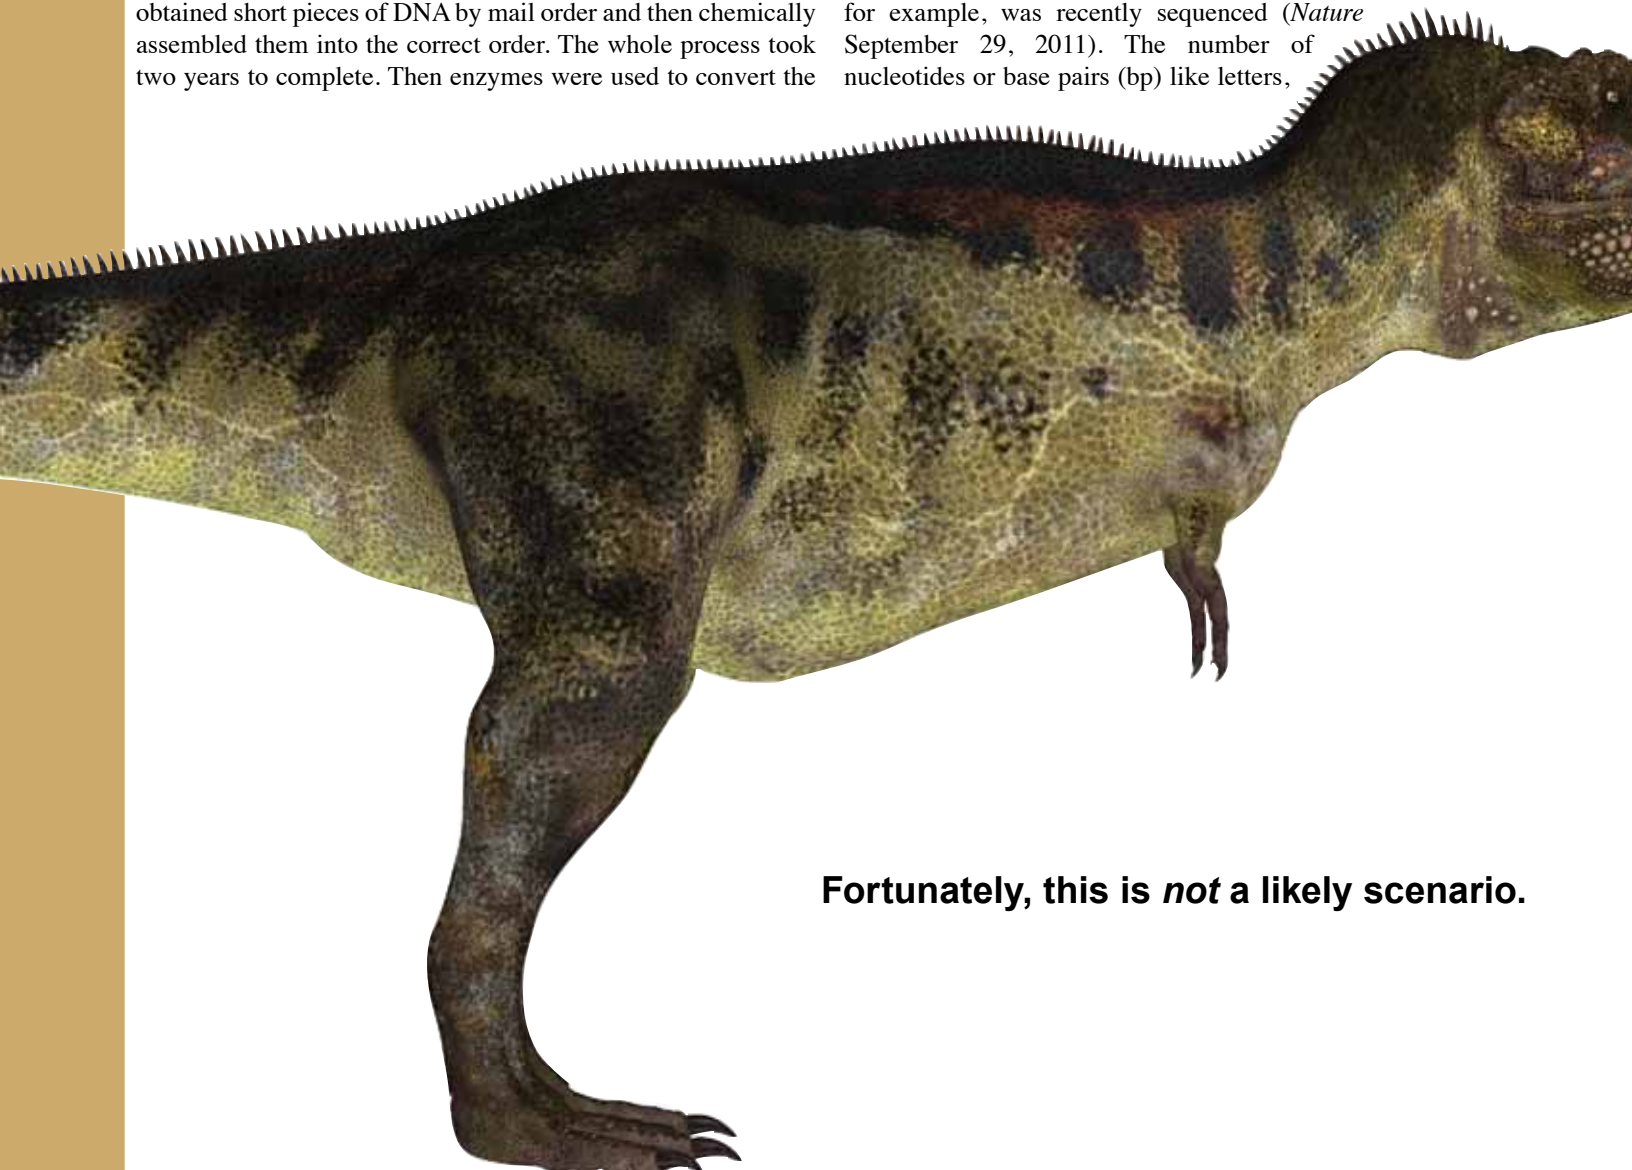 obtained short pieces of DNA by mail order and then chemically
assembled them into the correct order. The whole process took
two years to complete. Then enzymes were used to convert the
for example, was recently sequenced (Nature
September 29, 2011). The number of
nucleotides or base pairs (bp) like letters,
Fortunately, this is not a likely scenario.